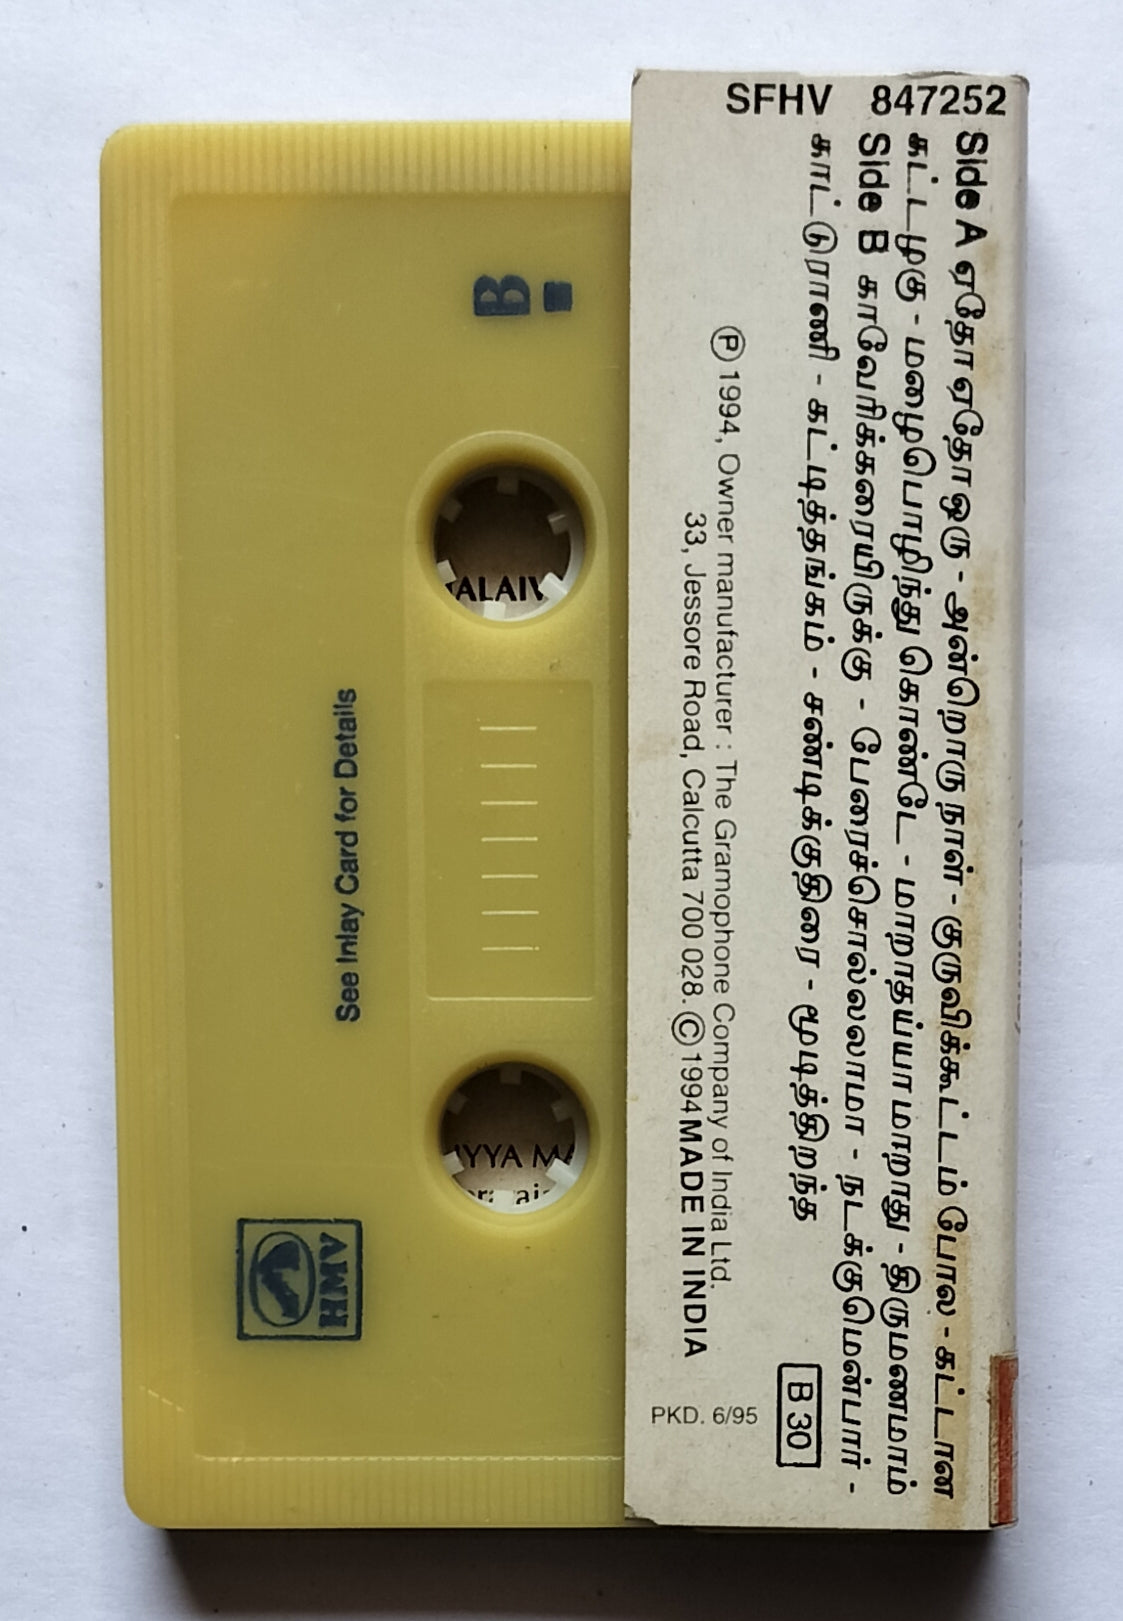 SFHV 847252
Side A ஏதோ ஏதோ ஒரு - அன்றொரு நாள் - குருவிக்கூட்டம் போல - கட்டான
கட்டழகு - மழைபொழிந்து கொண்டே - மாறாதய்யா மாறாது - திருமணமாம்
Side B காவேரிக்கரையிருக்கு - பேரைச்சொல்லலாமா - நடக்குமென்பார் -
காட்டுராணி - கட்டித்தங்கம் - சண்டிக்குதிரை - மூடித்திறந்த
Ⓟ 1994, Owner manufacturer : The Gramophone Company of India Ltd.
33, Jessore Road, Calcutta 700 028. Ⓒ 1994 MADE IN INDIA
B 30
PKD. 6/95
B
See Inlay Card for Details
HMV